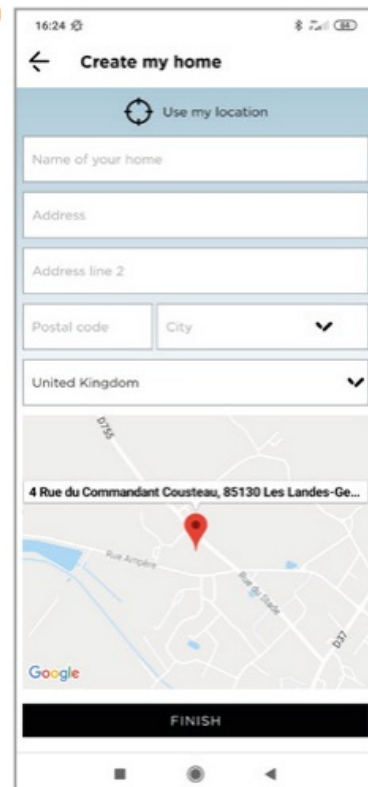 16:24
64
Create my home
Use my location
Name of your home
Address
Address line 2
Postal code
City
United Kingdom
D755
4 Rue du Commandant Cousteau, 85130 Les Landes-Ge...
Rue Ampère
Rue du Stade
D37
Google
FINISH